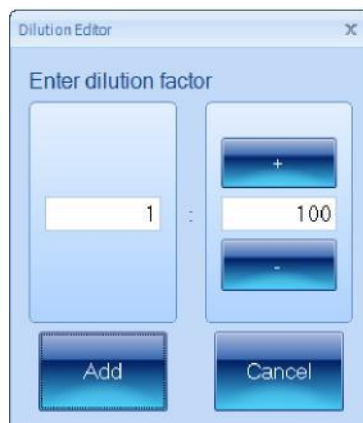 Dilution Editor x
Enter dilution factor
+
1 : 100
-
Add Cancel